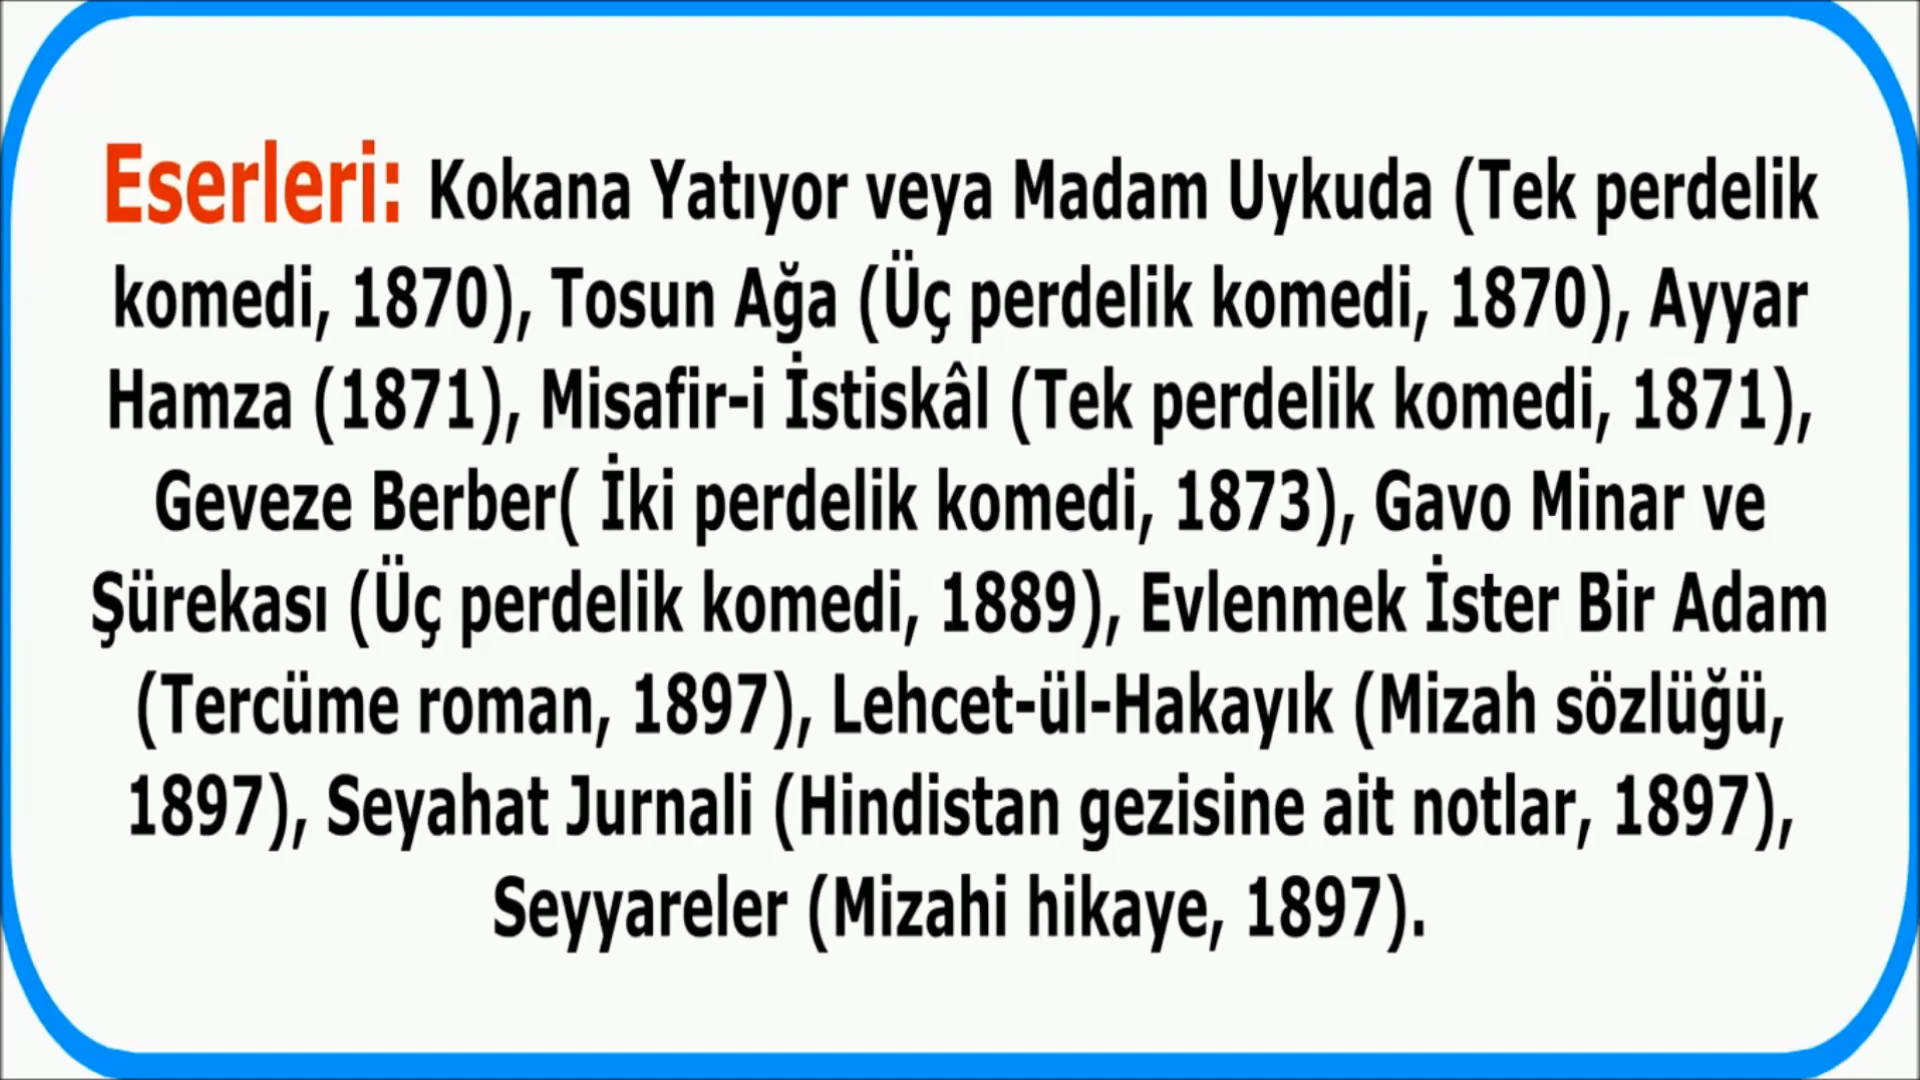 Eserleri: Kokana Yatıyor veya Madam Uykuda (Tek perdelik
komedi, 1870), Tosun Ağa (Üç perdelik komedi, 1870), Ayyar
Hamza (1871), Misafir-i İstiskâl (Tek perdelik komedi, 1871),
Geveze Berber( İki perdelik komedi, 1873), Gavo Minar ve
Şürekası (Üç perdelik komedi, 1889), Evlenmek İster Bir Adam
(Tercüme roman, 1897), Lehcet-ül-Hakayık (Mizah sözlüğü,
1897), Seyahat Jurnali (Hindistan gezisine ait notlar, 1897),
Seyyareler (Mizahi hikaye, 1897).